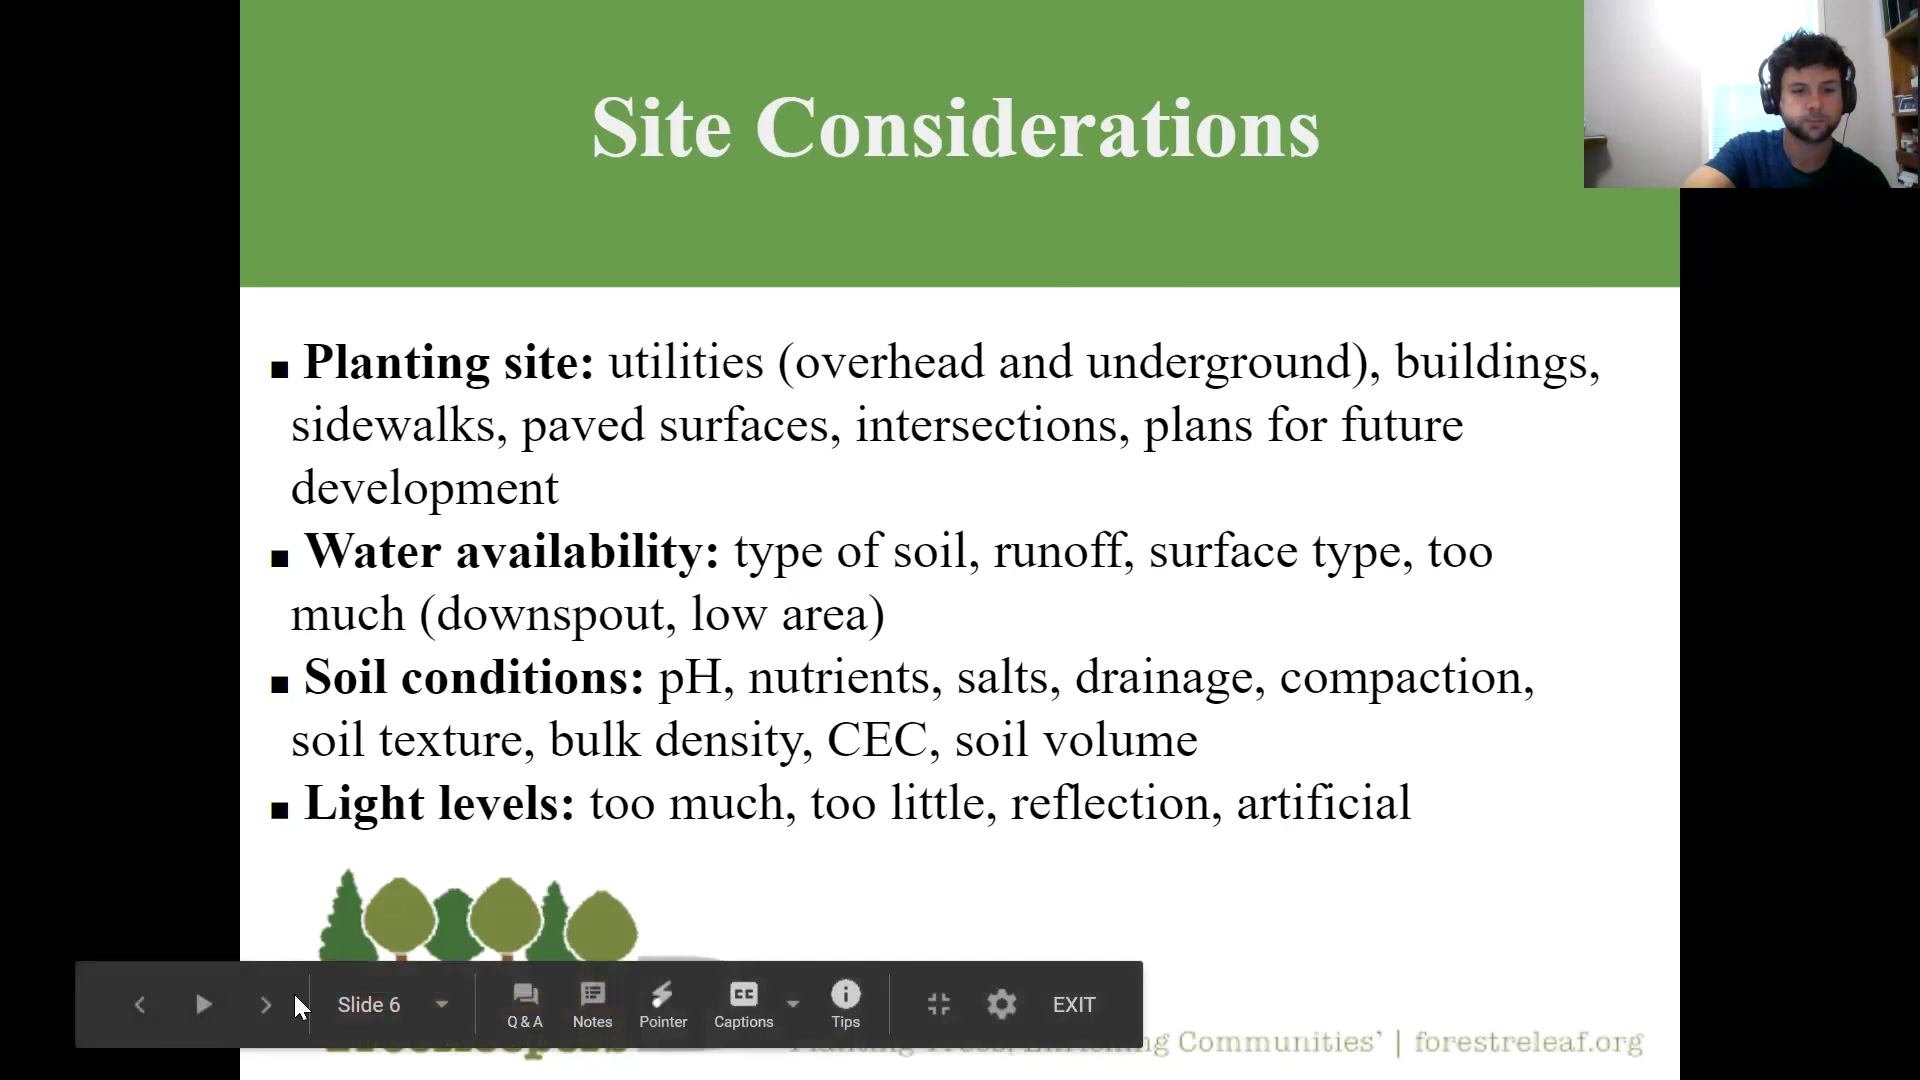 Site Considerations
■ Planting site: utilities (overhead and underground), buildings,
sidewalks, paved surfaces, intersections, plans for future
development
■ Water availability: type of soil, runoff, surface type, too
much (downspout, low area)
■ Soil conditions: pH, nutrients, salts, drainage, compaction,
soil texture, bulk density, CEC, soil volume
■ Light levels: too much, too little, reflection, artificial
Slide 6
Q & A
Notes
Pointer
CC
Captions
Tips
EXIT
Communities’ | forestreleaf.org